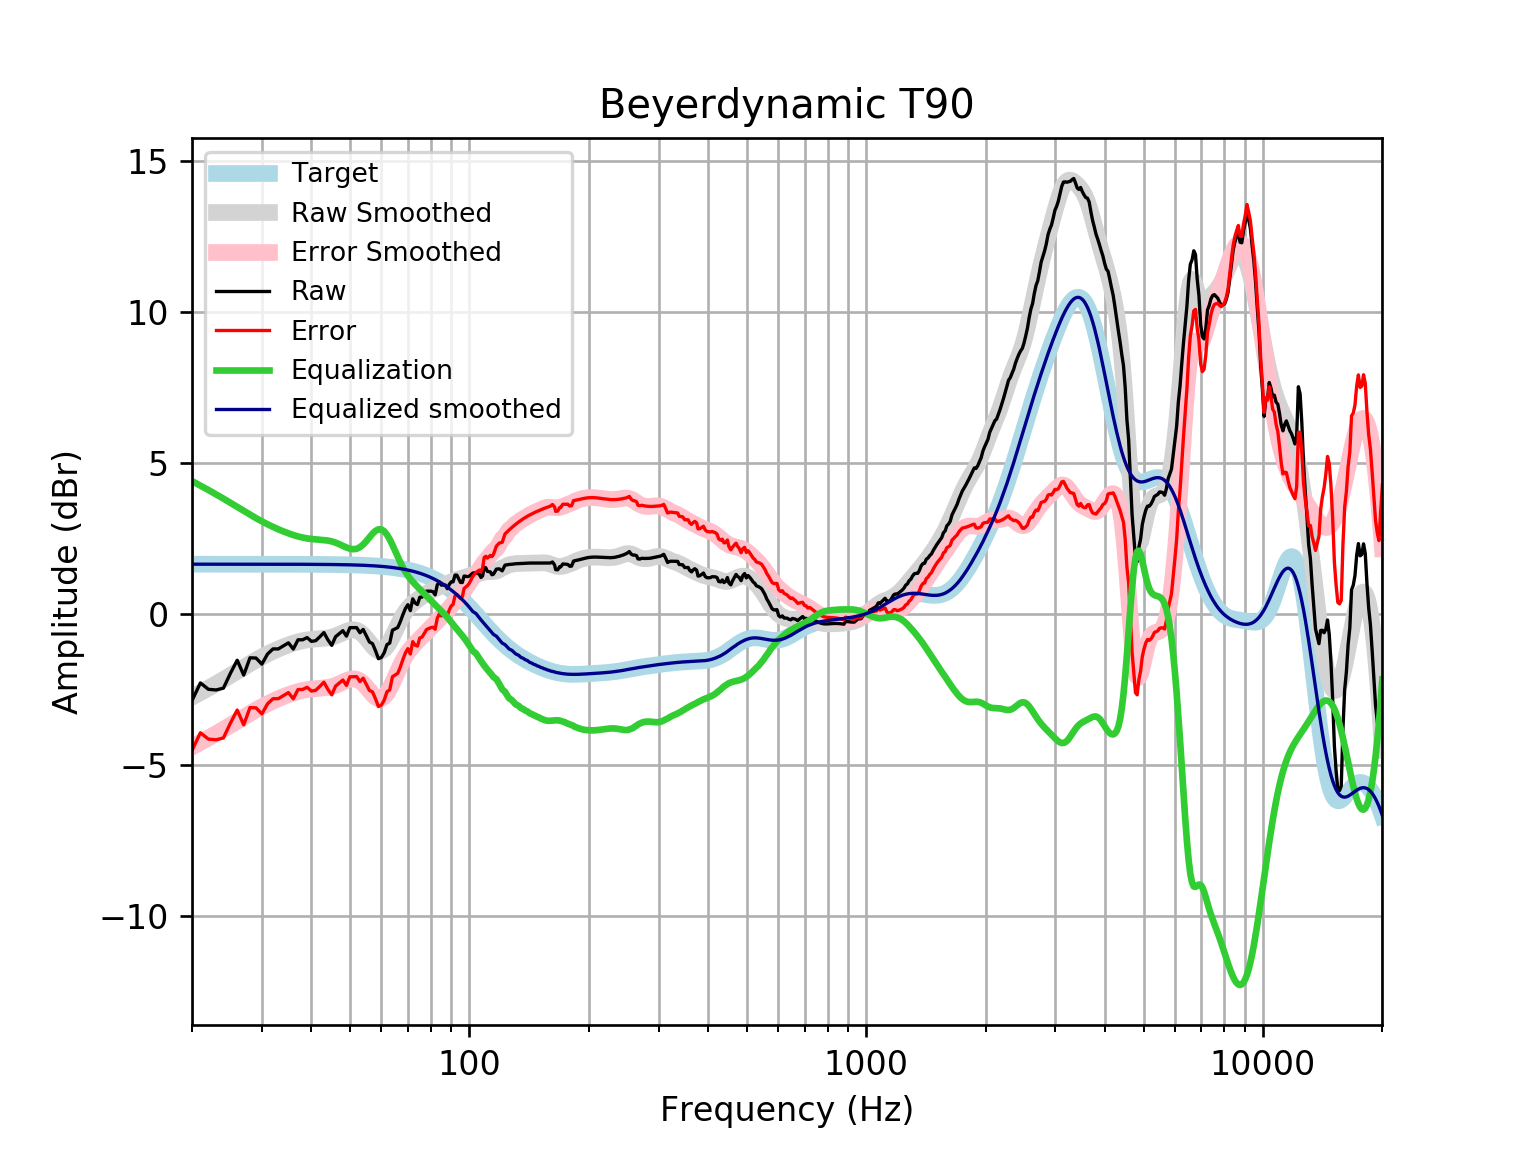 Beyerdynamic T90
Target
Raw Smoothed
Error Smoothed
Raw
Error
Equalization
Equalized smoothed
15
10
5
0
−5
−10
Amplitude (dBr)
100
1000
10000
Frequency (Hz)